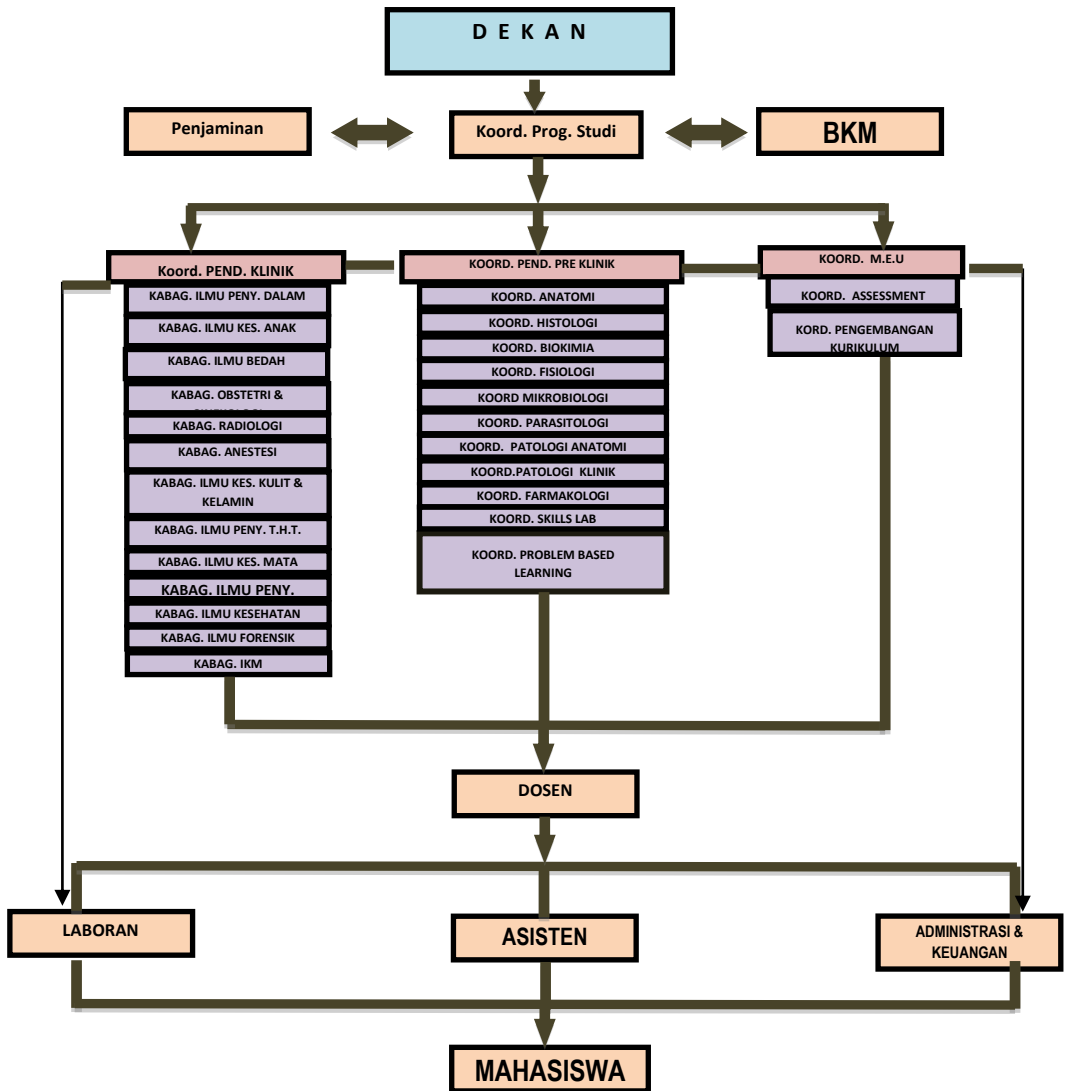 D E K A N
Penjaminan
Koord. Prog. Studi
BKM
Koord. PEND. KLINIK
KABAG. ILMU PENY. DALAM
KABAG. ILMU KES. ANAK
KABAG. ILMU BEDAH
KABAG. OBSTETRI &
KABAG. RADIOLOGI
KABAG. ANESTESI
KABAG. ILMU KES. KULIT &
KELAMIN
KABAG. ILMU PENY. T.H.T.
KABAG. ILMU KES. MATA
KABAG. ILMU PENY.
KABAG. ILMU KESEHATAN
KABAG. ILMU FORENSIK
KABAG. IKM
KOORD. PEND. PRE KLINIK
KOORD. ANATOMI
KOORD. HISTOLOGI
KOORD. BIOKIMIA
KOORD. FISIOLOGI
KOORD MIKROBIOLOGI
KOORD. PARASITOLOGI
KOORD. PATOLOGI ANATOMI
KOORD.PATOLOGI KLINIK
KOORD. FARMAKOLOGI
KOORD. SKILLS LAB
KOORD. PROBLEM BASED
LEARNING
KOORD. M.E.U
KOORD. ASSESSMENT
KORD. PENGEMBANGAN
KURIKULUM
DOSEN
LABORAN
ASISTEN
ADMINISTRASI &
KEUANGAN
MAHASISWA